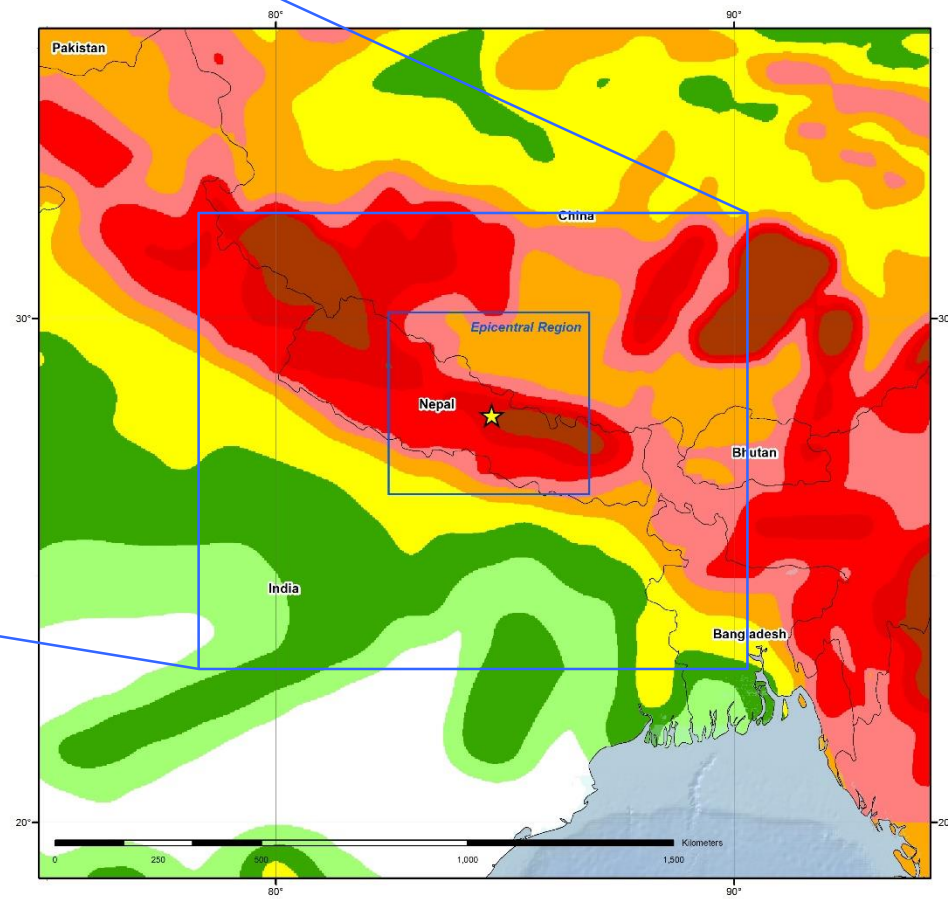 80°
90°
Pakistan
China
30°
30
Epicentral Region
Nepal
Bhutan
India
Bangladesh
20°
20
Kilometers
0
250
500
1,000
1,500
80°
90°